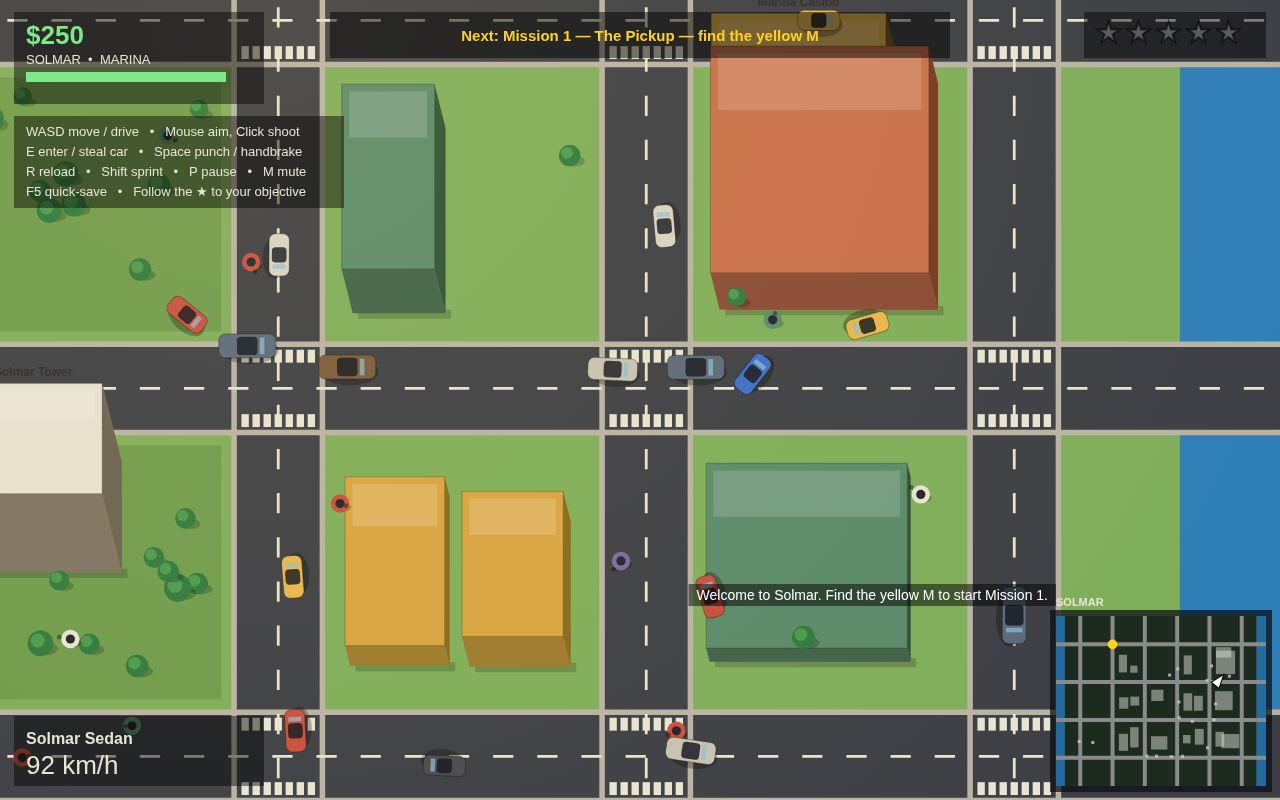 Marina Casino
$250
SOLMAR • MARINA
Next: Mission 1 — The Pickup — find the yellow M
WASD move / drive • Mouse aim, Click shoot
E enter / steal car • Space punch / handbrake
R reload • Shift sprint • P pause • M mute
F5 quick-save • Follow the ★ to your objective
Solmar Tower
Welcome to Solmar. Find the yellow M to start Mission 1.
SOLMAR
Solmar Sedan
92 km/h